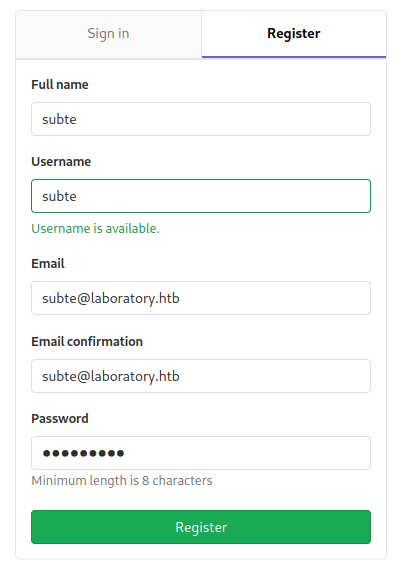 Sign in
Register
Full name
subte
Username
subte
Username is available.
Email
subte@laboratory.htb
Email confirmation
subte@laboratory.htb
Password
●●●●●●●●●
Minimum length is 8 characters
Register